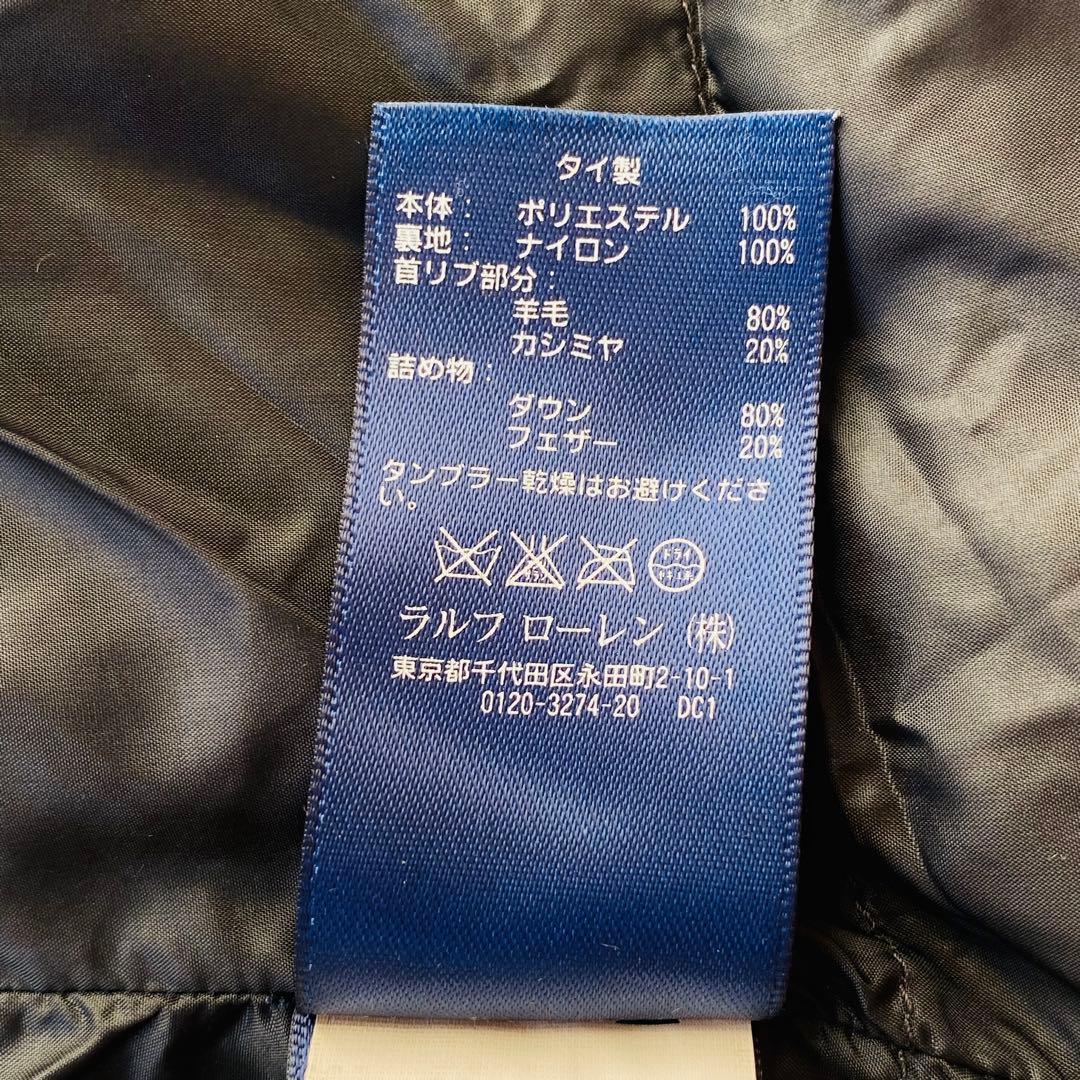 タイ製
本体： ポリエステル 100%
裏地： ナイロン 100%
首リブ部分：
羊毛 80%
カシミヤ 20%
詰め物：
ダウン 80%
フェザー 20%
タンブラー乾燥はお避けくださ
い。
ドライ
ラルフ ローレン（株）
東京都千代田区永田町2-10-1
0120-3274-20 DC1